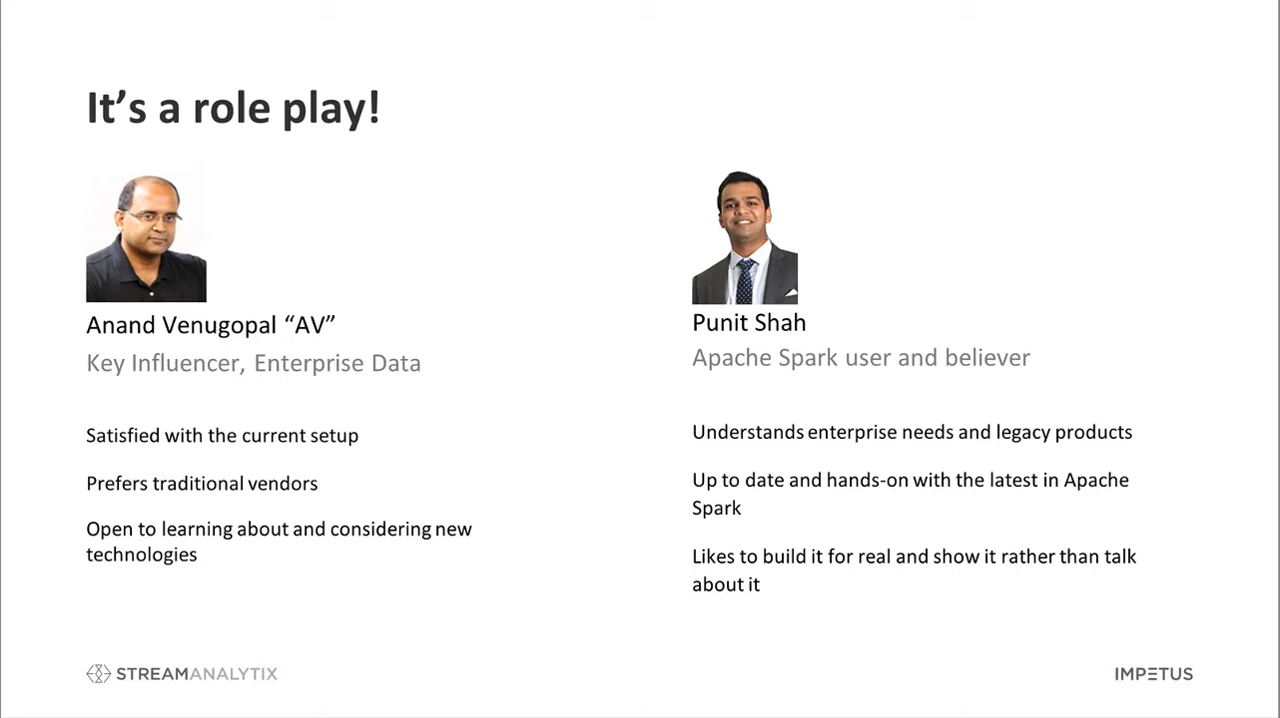 It's a role play!
Anand Venugopal “AV”
Key Influencer, Enterprise Data
Satisfied with the current setup
Prefers traditional vendors
Open to learning about and considering new
technologies
Punit Shah
Apache Spark user and believer
Understands enterprise needs and legacy products
Up to date and hands-on with the latest in Apache
Spark
Likes to build it for real and show it rather than talk
about it
STREAMANALYTIX
IMPETUS